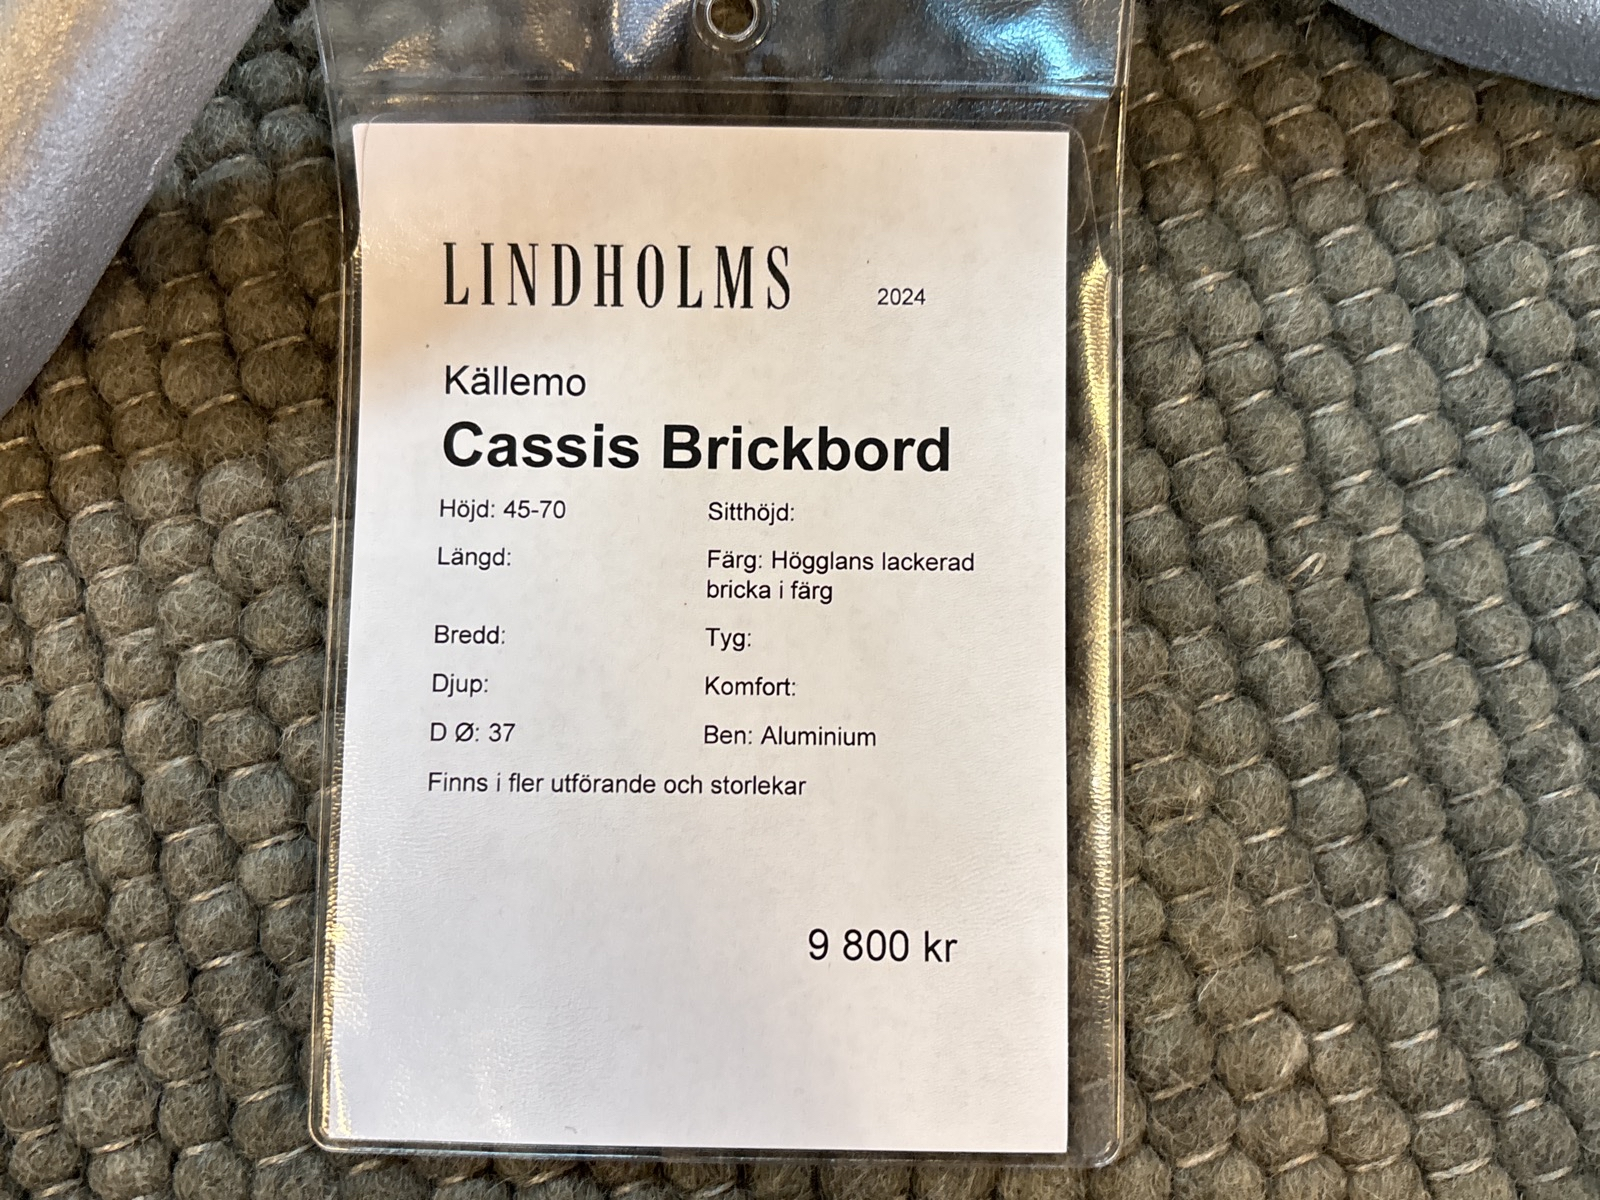 LINDHOLMS 2024
Källemo
Cassis Brickbord
Höjd: 45-70 Sitthöjd:
Längd: Färg: Högglans lackerad
bricka i färg
Bredd: Tyg:
Djup: Komfort:
D Ø: 37 Ben: Aluminium
Finns i fler utförande och storlekar
9 800 kr